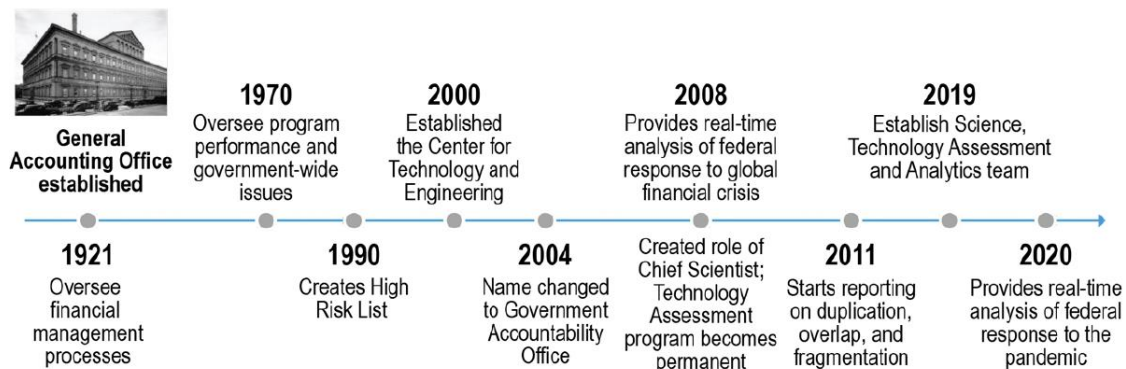 General
Accounting Office
established
1921
Oversee
financial
management
processes
1970
Oversee program
performance and
government-wide
issues
1990
Creates High
Risk List
2000
Established
the Center for
Technology and
Engineering
2004
Name changed
to Government
Accountability
Office
2008
Provides real-time
analysis of federal
response to global
financial crisis
Created role of
Chief Scientist;
Technology
Assessment
program becomes
permanent
2011
Starts reporting
on duplication,
overlap, and
fragmentation
2019
Establish Science,
Technology Assessment
and Analytics team
2020
Provides real-time
analysis of federal
response to the
pandemic